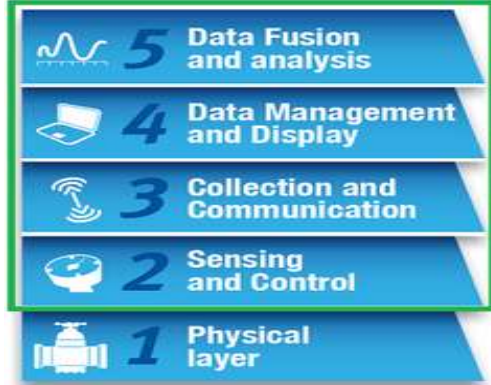 5 Data Fusion
and analysis
4 Data Management
and Display
3 Collection and
Communication
2 Sensing
and Control
1 Physical
layer